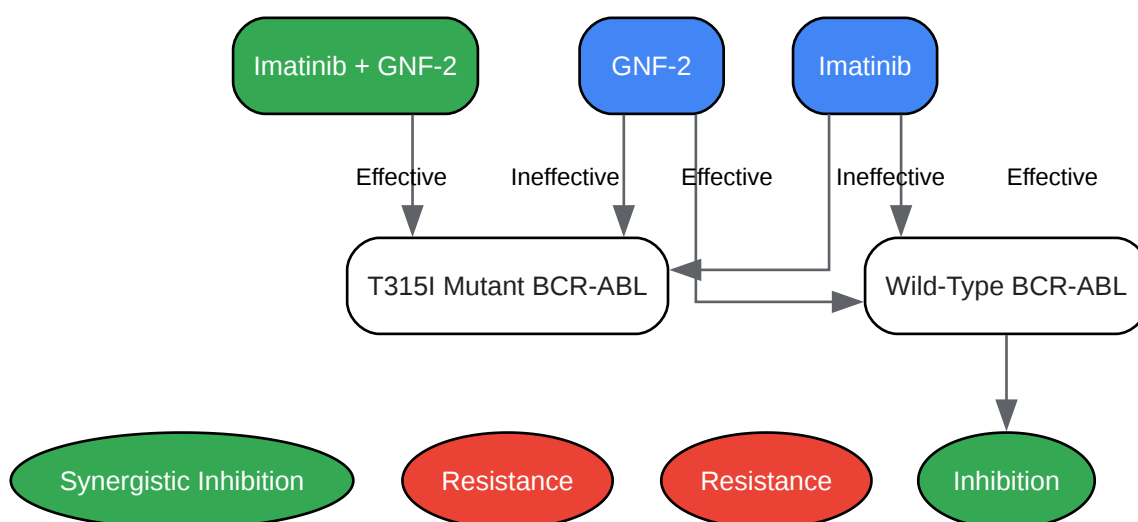 Imatinib + GNF-2
GNF-2
Imatinib
Effective
Ineffective
Effective
Ineffective
Effective
T315I Mutant BCR-ABL
Wild-Type BCR-ABL
Synergistic Inhibition
Resistance
Resistance
Inhibition